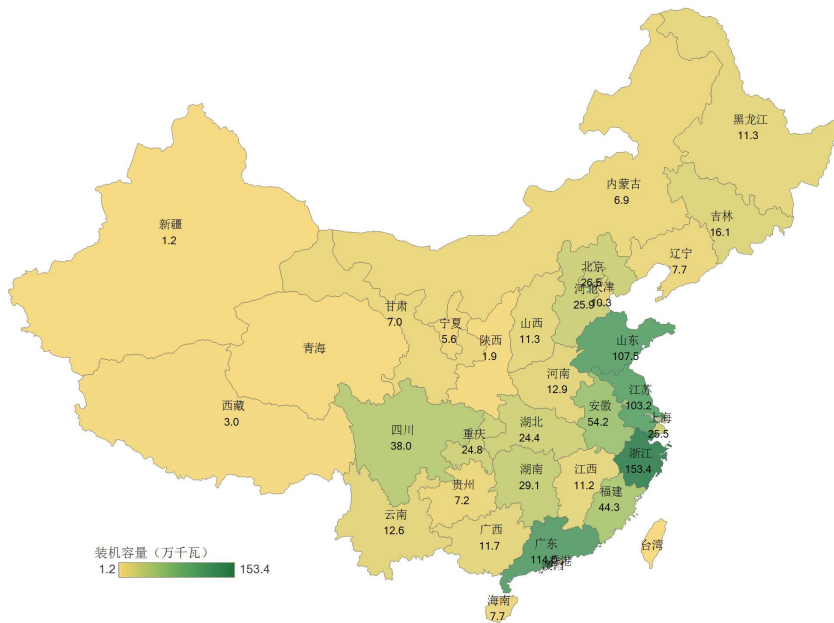 黑龙江
11.3
内蒙古
6.9
吉林
16.1
新疆
1.2
辽宁
7.7
北京
26.5
河北
25.9
天津
10.3
甘肃
7.0
宁夏
5.6
陕西
1.9
山西
11.3
山东
107.5
青海
河南
12.9
江苏
103.2
西藏
3.0
安徽
54.2
上海
25.5
四川
38.0
重庆
24.8
湖北
24.4
浙江
153.4
湖南
29.1
江西
11.2
贵州
7.2
福建
44.3
云南
12.6
广西
11.7
广东
台湾
海南
7.7
装机容量（万千瓦）
1.2
153.4